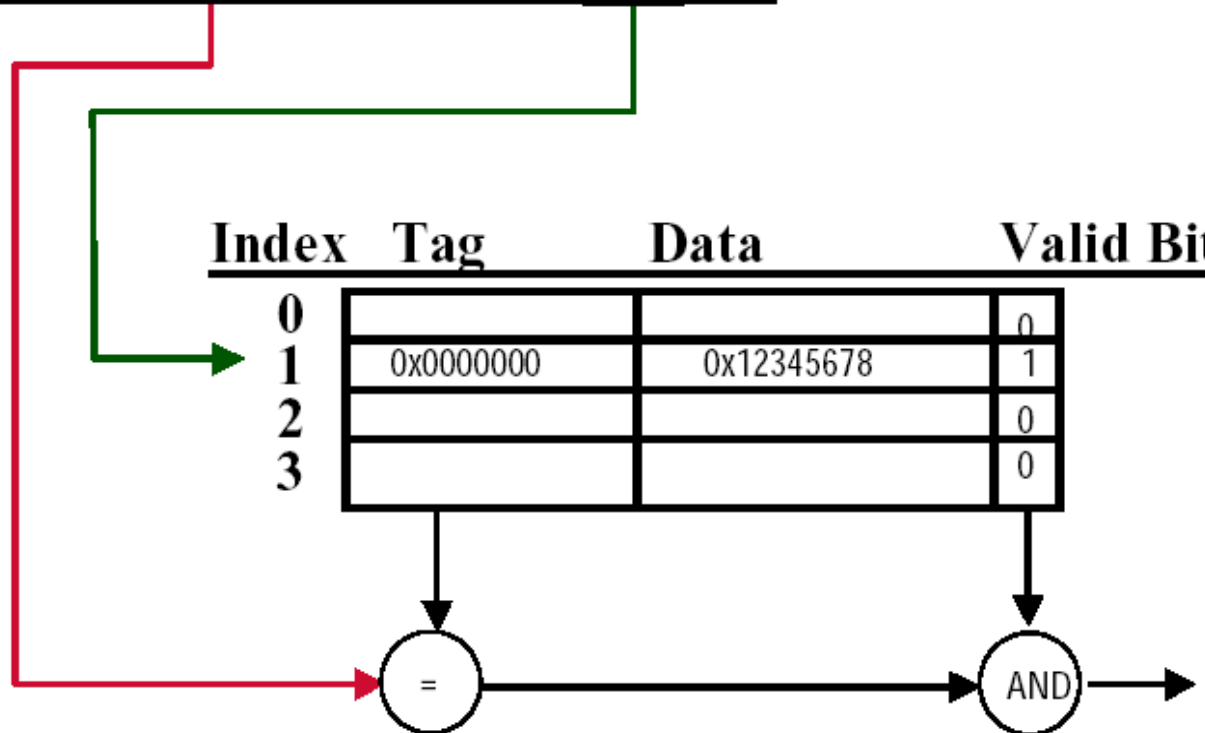 Index Tag Data Valid Bit
0 0
1 0x0000000 0x12345678 1
2 0
3 0
= AND